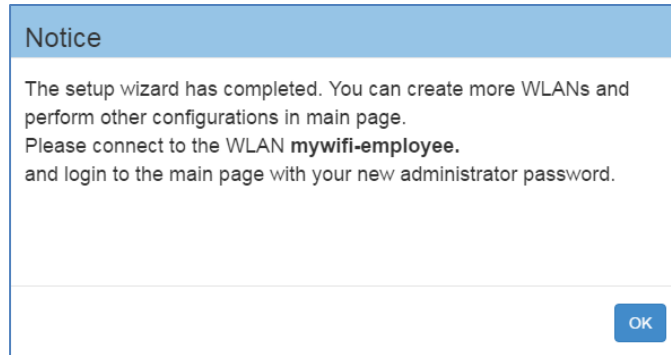 Notice
The setup wizard has completed. You can create more WLANs and
perform other configurations in main page.
Please connect to the WLAN mywifi-employee.
and login to the main page with your new administrator password.
OK